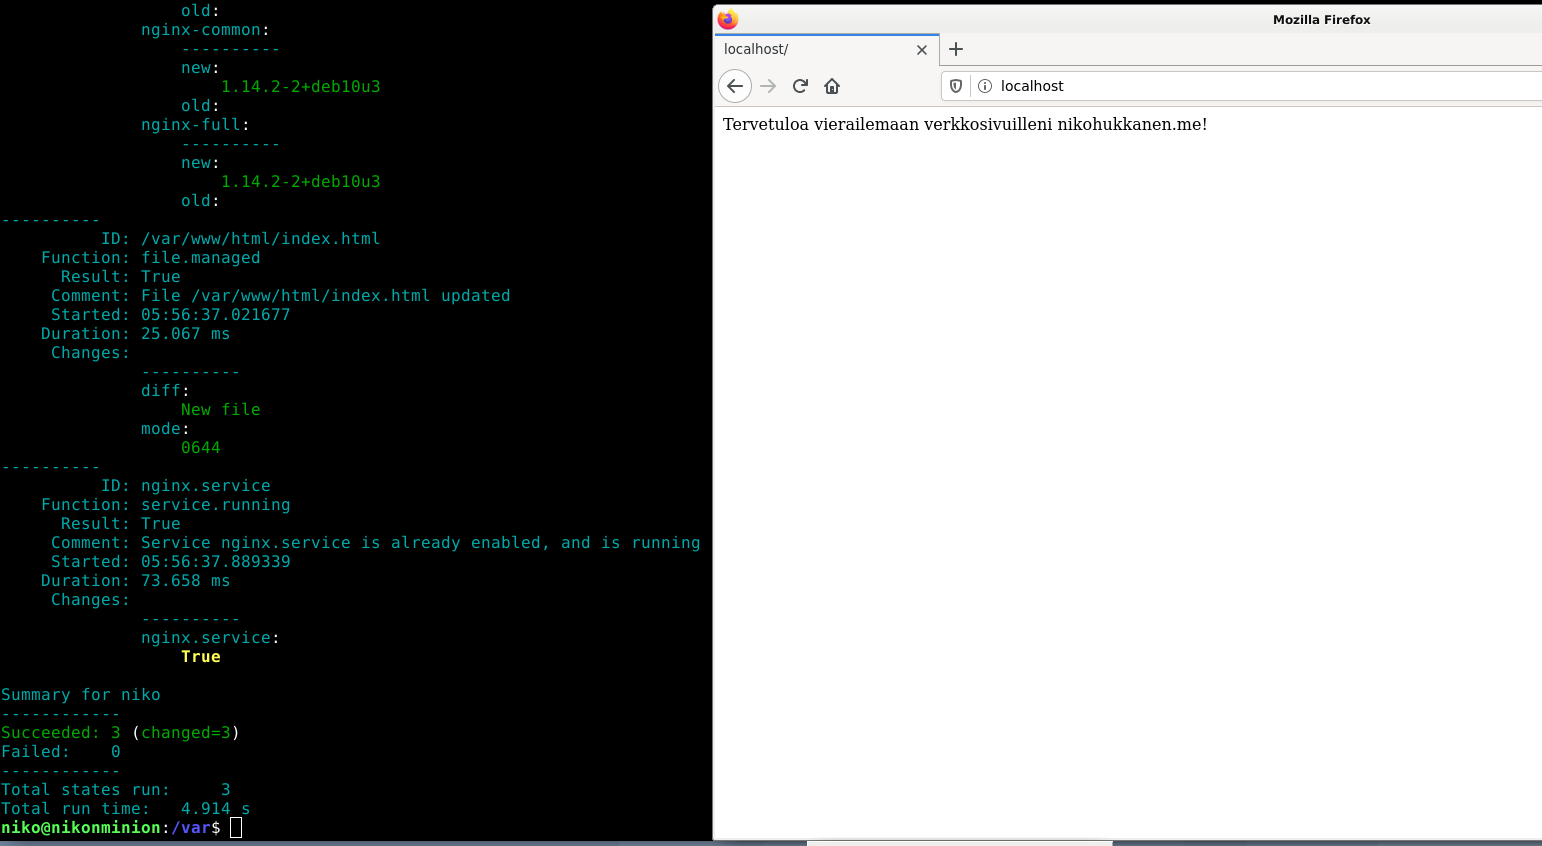 old:
nginx-common:
----------
new:
1.14.2-2+deb10u3
old:
nginx-full:
----------
new:
1.14.2-2+deb10u3
old:
----------
ID: /var/www/html/index.html
Function: file.managed
Result: True
Comment: File /var/www/html/index.html updated
Started: 05:56:37.021677
Duration: 25.067 ms
Changes:
----------
diff:
New file
mode:
0644
----------
ID: nginx.service
Function: service.running
Result: True
Comment: Service nginx.service is already enabled, and is running
Started: 05:56:37.889339
Duration: 73.658 ms
Changes:
----------
nginx.service:
True
Summary for niko
------------
Succeeded: 3 (changed=3)
Failed: 0
------------
Total states run: 3
Total run time: 4.914 s
niko@nikonminion:/var$
Mozilla Firefox
localhost/
localhost
Tervetuloa vierailemaan verkkosivuilleni nikohukkanen.me!